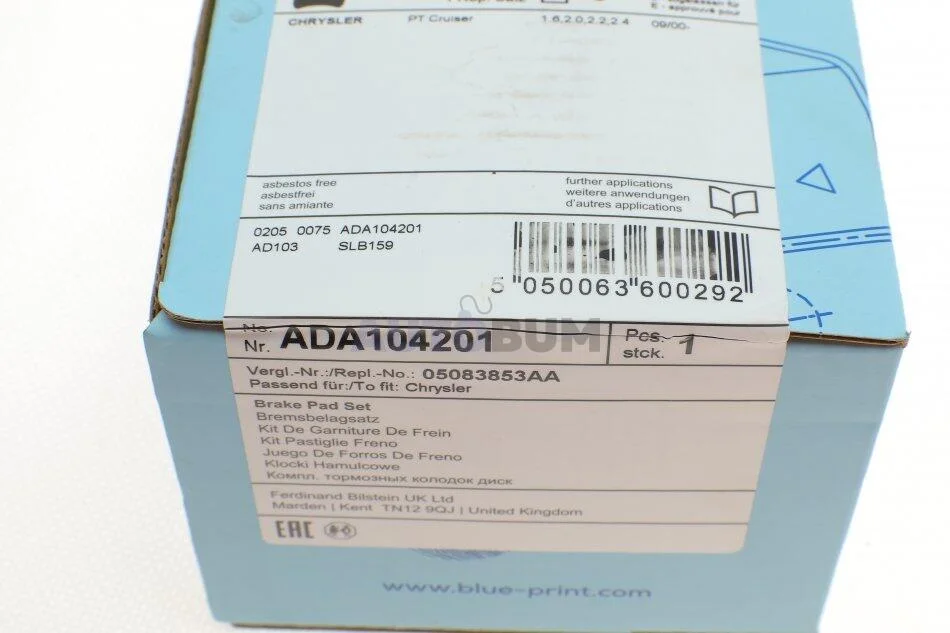 CHRYSLER PT Cruiser 1.6,2.0,2.2,2.4 09/00-
E - approuvé pour
asbestos free
asbestfrei
sans amiante
further applications
weitere anwendungen
d'autres applications
0205 0075 ADA104201
AD103 SLB159
5 050063 600292
No.
Nr. ADA104201
Pcs.
stck. 1
AUTOBUM
Vergl.-Nr.:/Repl.-No.: 05083853AA
Passend für:/To fit: Chrysler
Brake Pad Set
Bremsbelagsatz
Kit De Garniture De Frein
Kit Pastiglie Freno
Juego De Forros De Freno
Klocki Hamulcowe
Компл. тормозных колодок диск
Ferdinand Bilstein UK Ltd
Marden | Kent TN12 9QJ | United Kingdom
EAC
www.blue-print.com